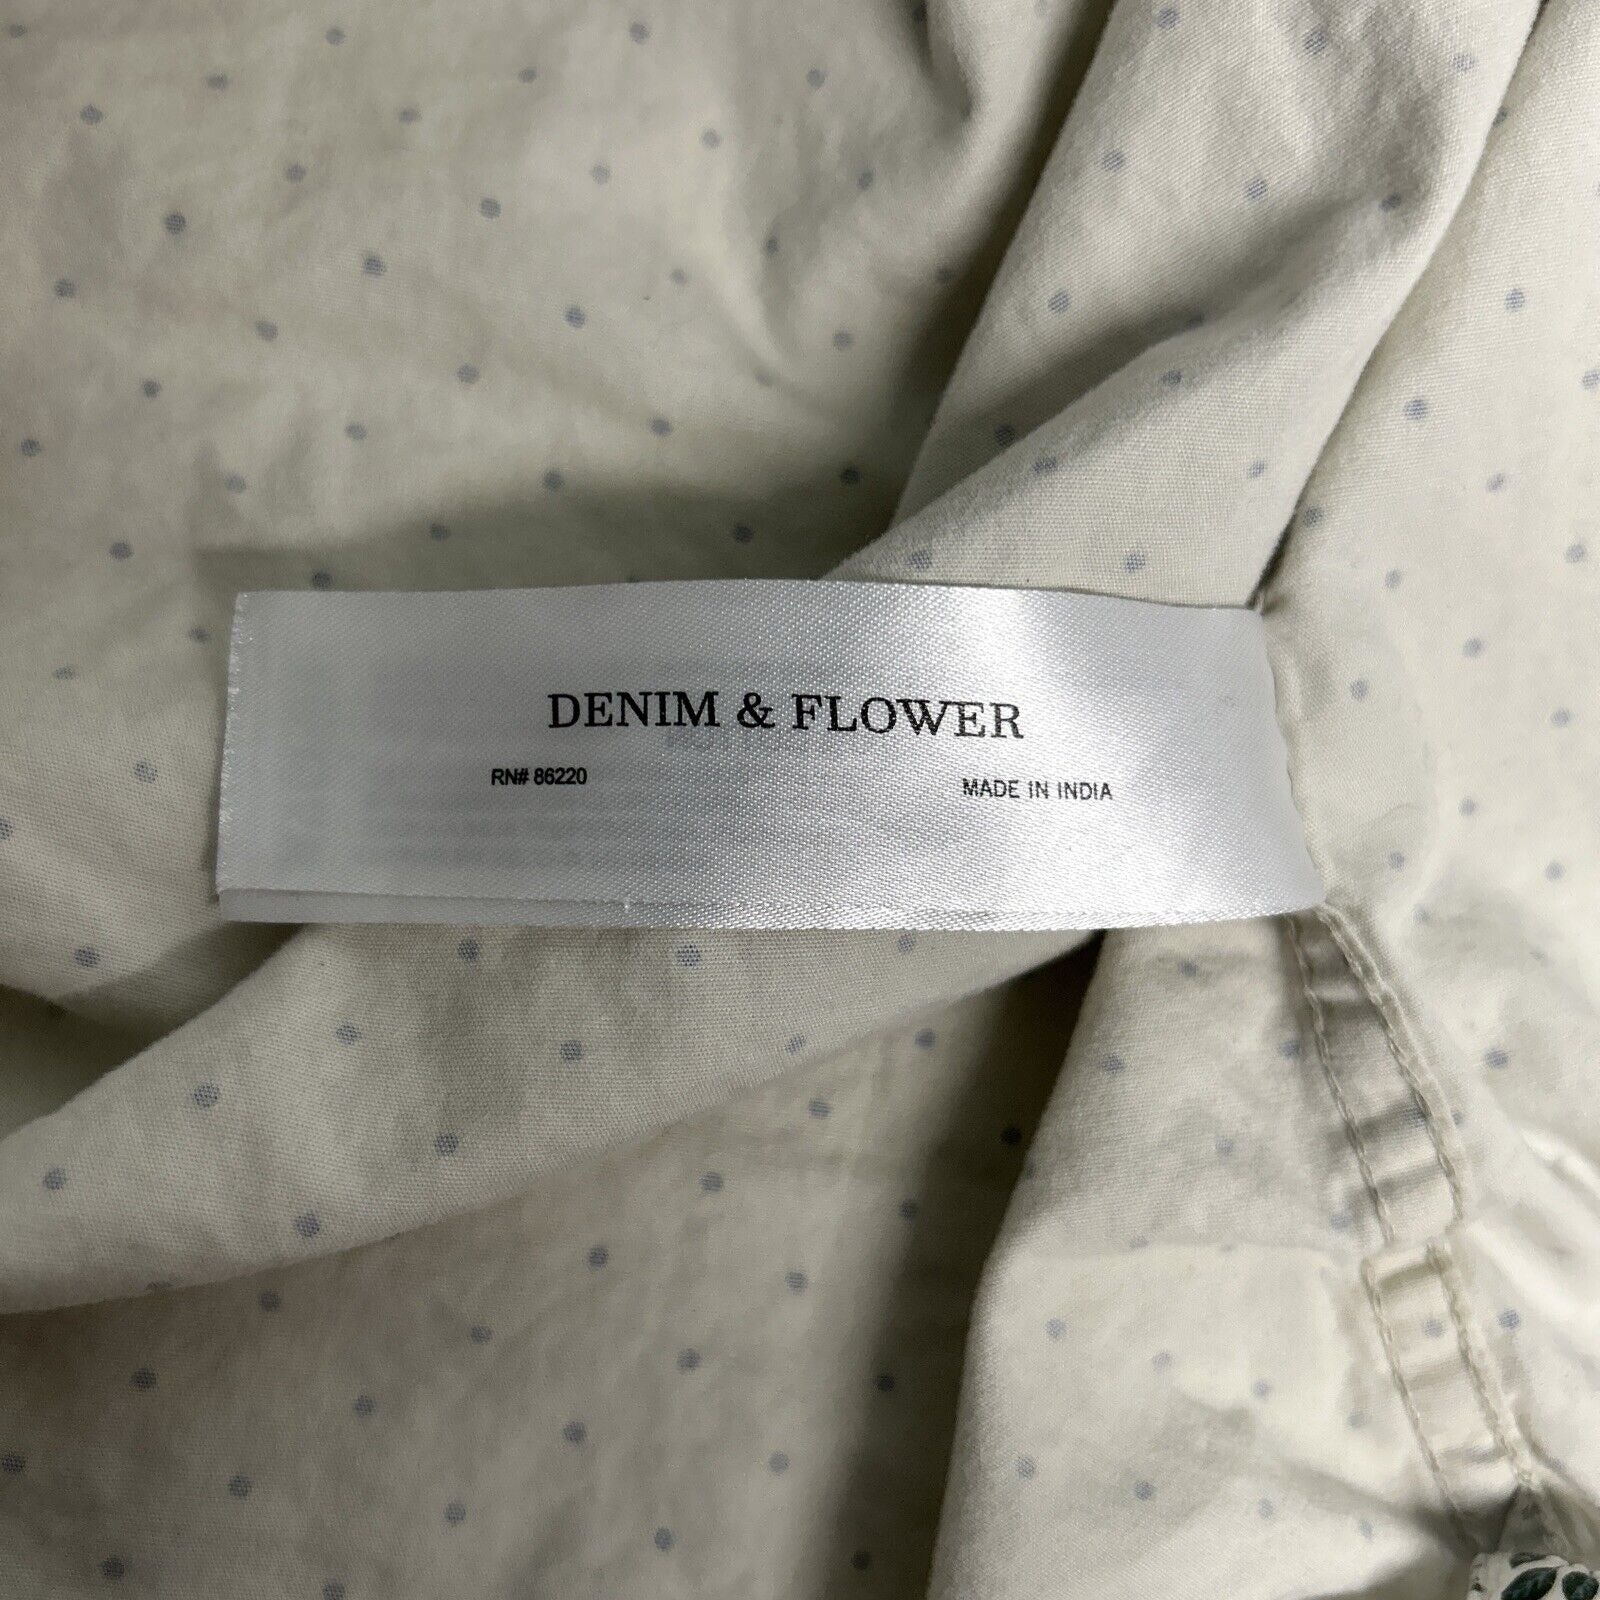 DENIM & FLOWER
RN# 86220 MADE IN INDIA